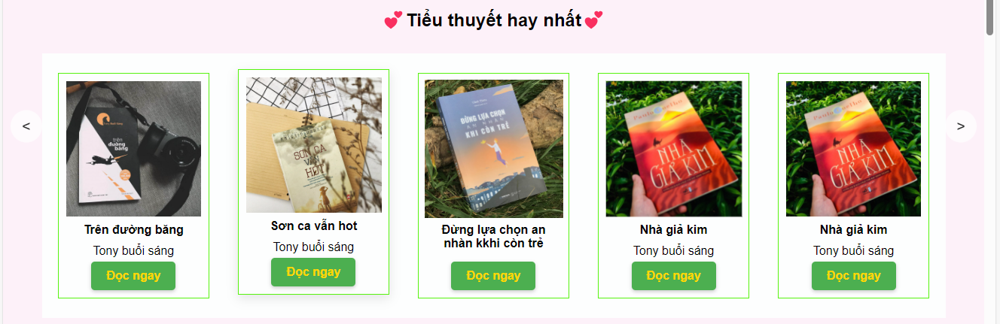 💕 Tiểu thuyết hay nhất 💕
<
trên
đường
băng
SƠN CA
VẪN
HÓT
ĐỪNG LỰA CHỌN
AN NHÀN
KHI CÒN TRẺ
Paulo Coelho
NHÀ
GIẢ KIM
Paulo Coelho
NHÀ
GIẢ KIM
>
Trên đường băng
Tony buổi sáng
Đọc ngay
Sơn ca vẫn hot
Tony buổi sáng
Đọc ngay
Đừng lựa chọn an
nhàn kkhi còn trẻ
Đọc ngay
Nhà giả kim
Tony buổi sáng
Đọc ngay
Nhà giả kim
Tony buổi sáng
Đọc ngay